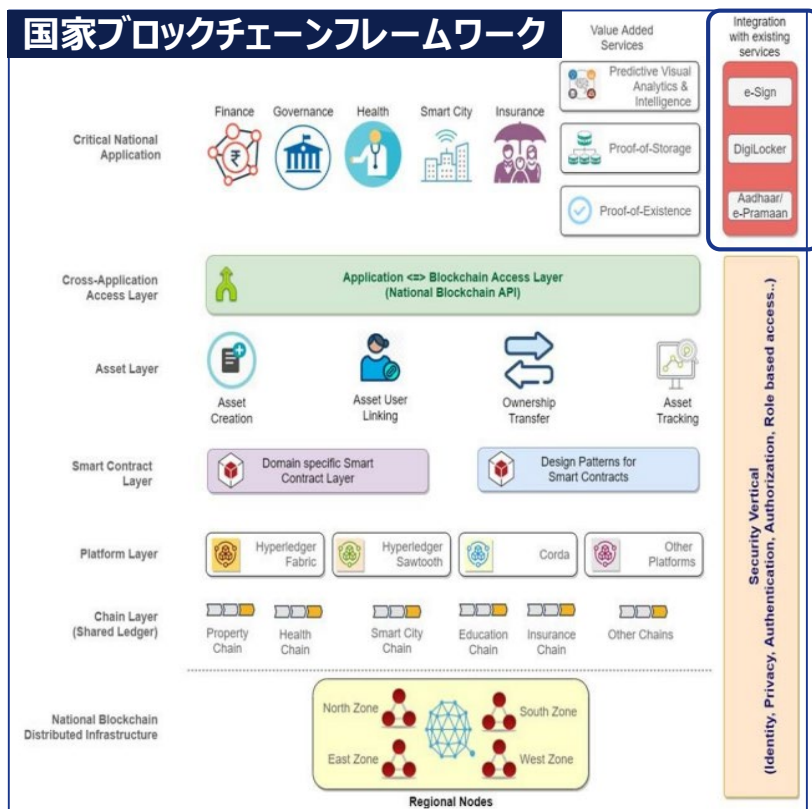 国家ブロックチェーンフレームワーク
Value Added
Services
Integration
with existing
services
Critical National
Application
Finance
Governance
Health
Smart City
Insurance
Predictive Visual
Analytics &
Intelligence
Proof-of-Storage
Proof-of-Existence
e-Sign
DigiLocker
Aadhaar/
e-Pramaan
Cross-Application
Access Layer
Application <=> Blockchain Access Layer
(National Blockchain API)
Asset Layer
Asset
Creation
Asset User
Linking
Ownership
Transfer
Asset
Tracking
Smart Contract
Layer
Domain specific Smart
Contract Layer
Design Patterns for
Smart Contracts
Platform Layer
Hyperledger
Fabric
Hyperledger
Sawtooth
Corda
Other
Platforms
Chain Layer
(Shared Ledger)
Property
Chain
Health
Chain
Smart City
Chain
Education
Chain
Insurance
Chain
Other Chains
National Blockchain
Distributed Infrastructure
North Zone
South Zone
East Zone
West Zone
Regional Nodes
Security Vertical
(Identity, Privacy, Authentication, Authorization, Role based access..)